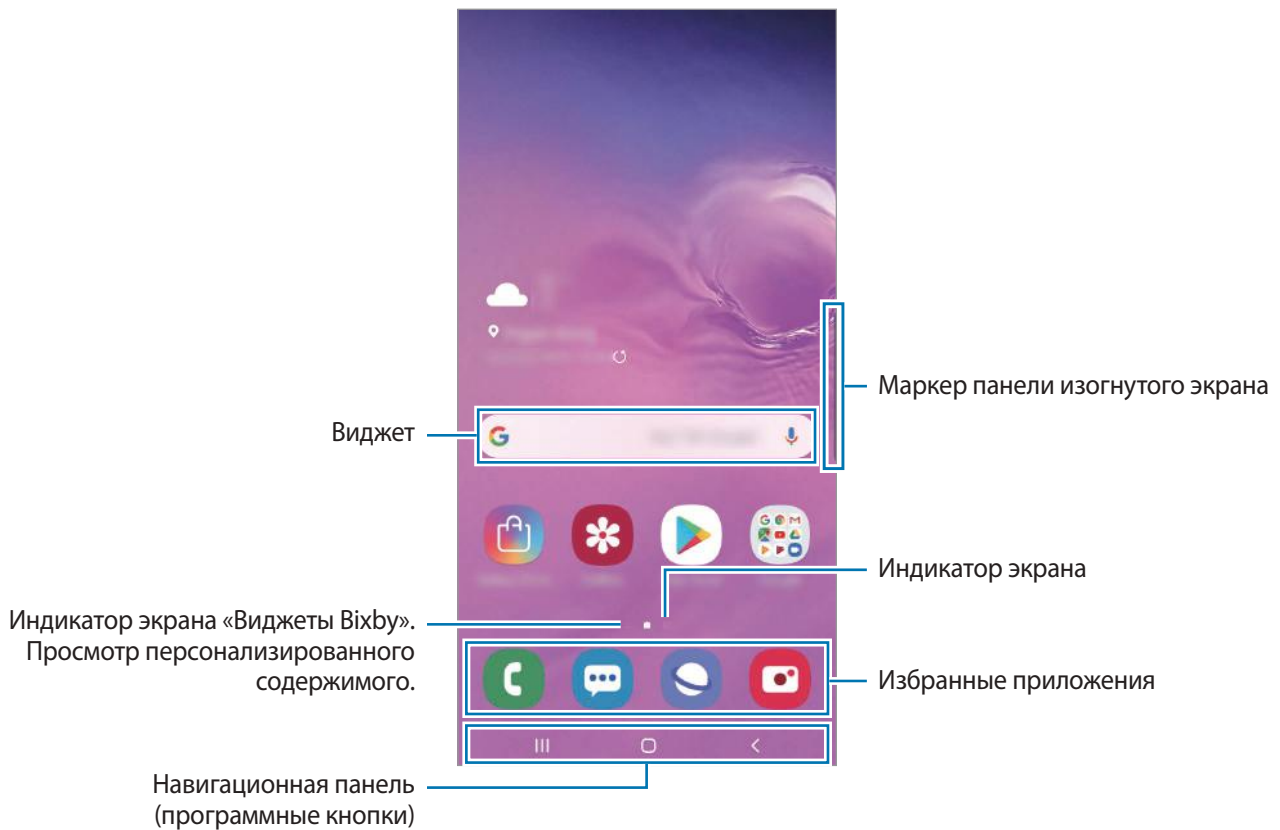 Маркер панели изогнутого экрана
Виджет
Индикатор экрана
Индикатор экрана «Виджеты Bixby».
Просмотр персонализированного
содержимого.
Избранные приложения
Навигационная панель
(программные кнопки)